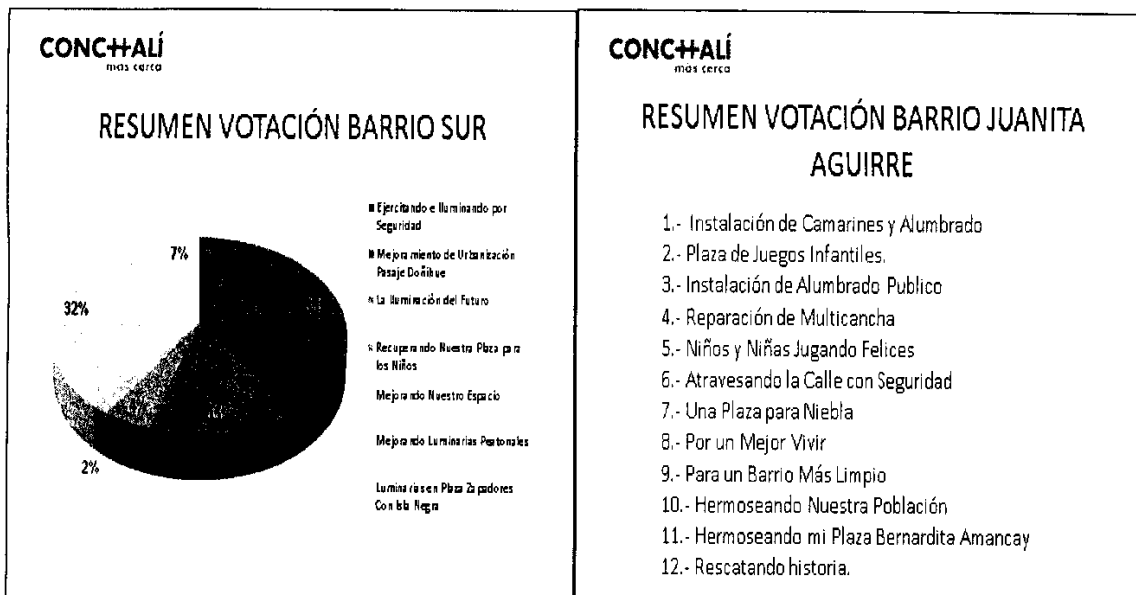 CONCHALÍ
más cerca
RESUMEN VOTACIÓN BARRIO SUR
7%
32%
2%
Ejercitando e Iluminando por
Seguridad
Mejoramiento de Urbanización
Pasaje Doñihue
La Iluminación del Futuro
Recuperando Nuestra Plaza para
los Niños
Mejorando Nuestro Espacio
Mejorando Luminarias Peatonales
Luminarias en Plaza Zapadores
Con Isla Negra
CONCHALÍ
más cerca
RESUMEN VOTACIÓN BARRIO JUANITA
AGUIRRE
1.- Instalación de Camarines y Alumbrado
2.- Plaza de Juegos Infantiles.
3.- Instalación de Alumbrado Publico
4.- Reparación de Multicancha
5.- Niños y Niñas Jugando Felices
6.- Atravesando la Calle con Seguridad
7.- Una Plaza para Niebla
8.- Por un Mejor Vivir
9.- Para un Barrio Más Limpio
10.- Hermoseando Nuestra Población
11.- Hermoseando mi Plaza Bernardita Amancay
12.- Rescatando historia.